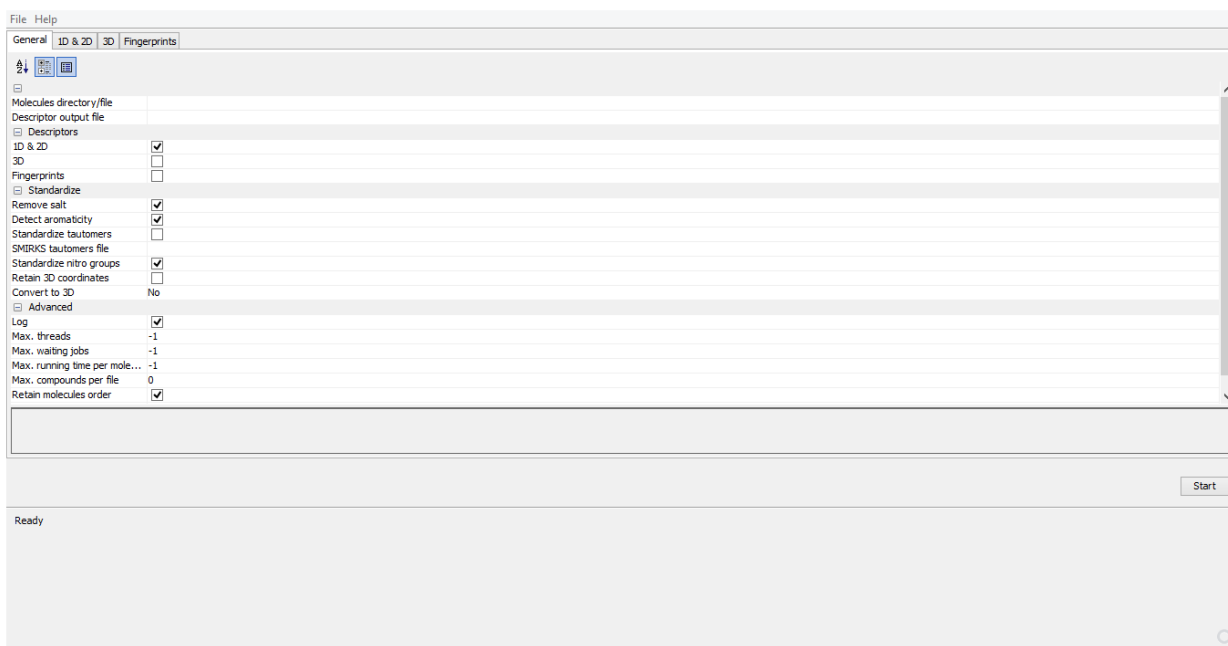 File Help
General 1D & 2D 3D Fingerprints
Molecules directory/file
Descriptor output file
Descriptors
1D & 2D
3D
Fingerprints
Standardize
Remove salt
Detect aromaticity
Standardize tautomers
SMIRKS tautomers file
Standardize nitro groups
Retain 3D coordinates
Convert to 3D No
Advanced
Log
Max. threads -1
Max. waiting jobs -1
Max. running time per mole... -1
Max. compounds per file 0
Retain molecules order
Start
Ready